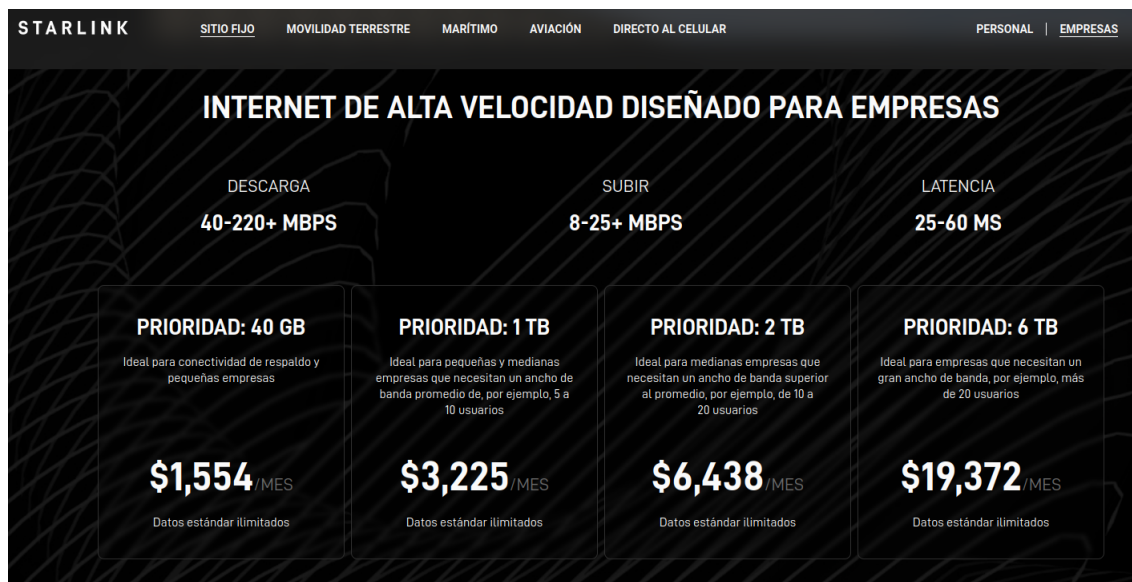 STARLINK
SITIO FIJO
MOVILIDAD TERRESTRE
MARÍTIMO
AVIACIÓN
DIRECTO AL CELULAR
PERSONAL | EMPRESAS
INTERNET DE ALTA VELOCIDAD DISEÑADO PARA EMPRESAS
DESCARGA
40-220+ MBPS
SUBIR
8-25+ MBPS
LATENCIA
25-60 MS
PRIORIDAD: 40 GB
Ideal para conectividad de respaldo y
pequeñas empresas
$1,554/MES
Datos estándar ilimitados
PRIORIDAD: 1 TB
Ideal para pequeñas y medianas
empresas que necesitan un ancho de
banda promedio de, por ejemplo, 5 a
10 usuarios
$3,225/MES
Datos estándar ilimitados
PRIORIDAD: 2 TB
Ideal para medianas empresas que
necesitan un ancho de banda superior
al promedio, por ejemplo, de 10 a
20 usuarios
$6,438/MES
Datos estándar ilimitados
PRIORIDAD: 6 TB
Ideal para empresas que necesitan un
gran ancho de banda, por ejemplo, más
de 20 usuarios
$19,372/MES
Datos estándar ilimitados